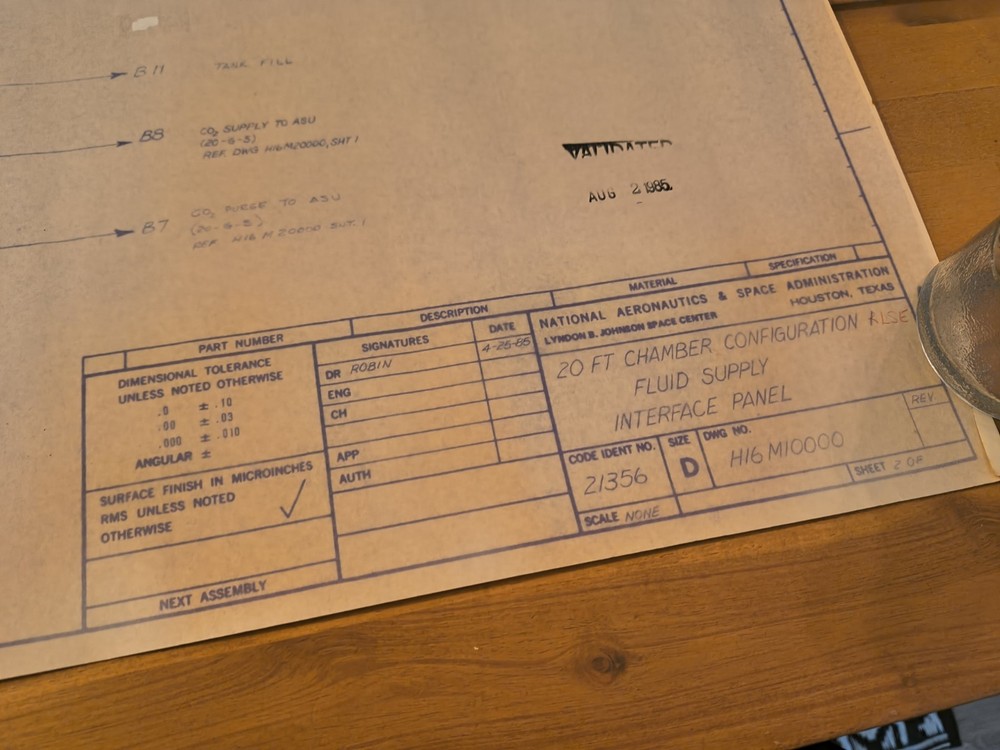 B11 TANK FILL
B8 CO₂ SUPPLY TO ASU
(20-6-S)
REF. DWG H16M20000, SHT 1
B7 CO₂ PURGE TO ASU
REF. H16M20000 SHT. 1
VALIDATED
AUG 2 1985
PART NUMBER
DESCRIPTION
MATERIAL
SPECIFICATION
DIMENSIONAL TOLERANCE
UNLESS NOTED OTHERWISE
.0 ± .10
.00 ± .03
.000 ± .010
ANGULAR ±
SURFACE FINISH IN MICROINCHES
RMS UNLESS NOTED
OTHERWISE
NEXT ASSEMBLY
SIGNATURES DATE
DR ROBIN 4-25-85
ENG
CH
APP
AUTH
NATIONAL AERONAUTICS & SPACE ADMINISTRATION
LYNDON B. JOHNSON SPACE CENTER HOUSTON, TEXAS
20 FT CHAMBER CONFIGURATION
FLUID SUPPLY
INTERFACE PANEL
CODE IDENT NO. SIZE DWG NO. REV
21356 D H16M10000
SCALE NONE SHEET 2 OF